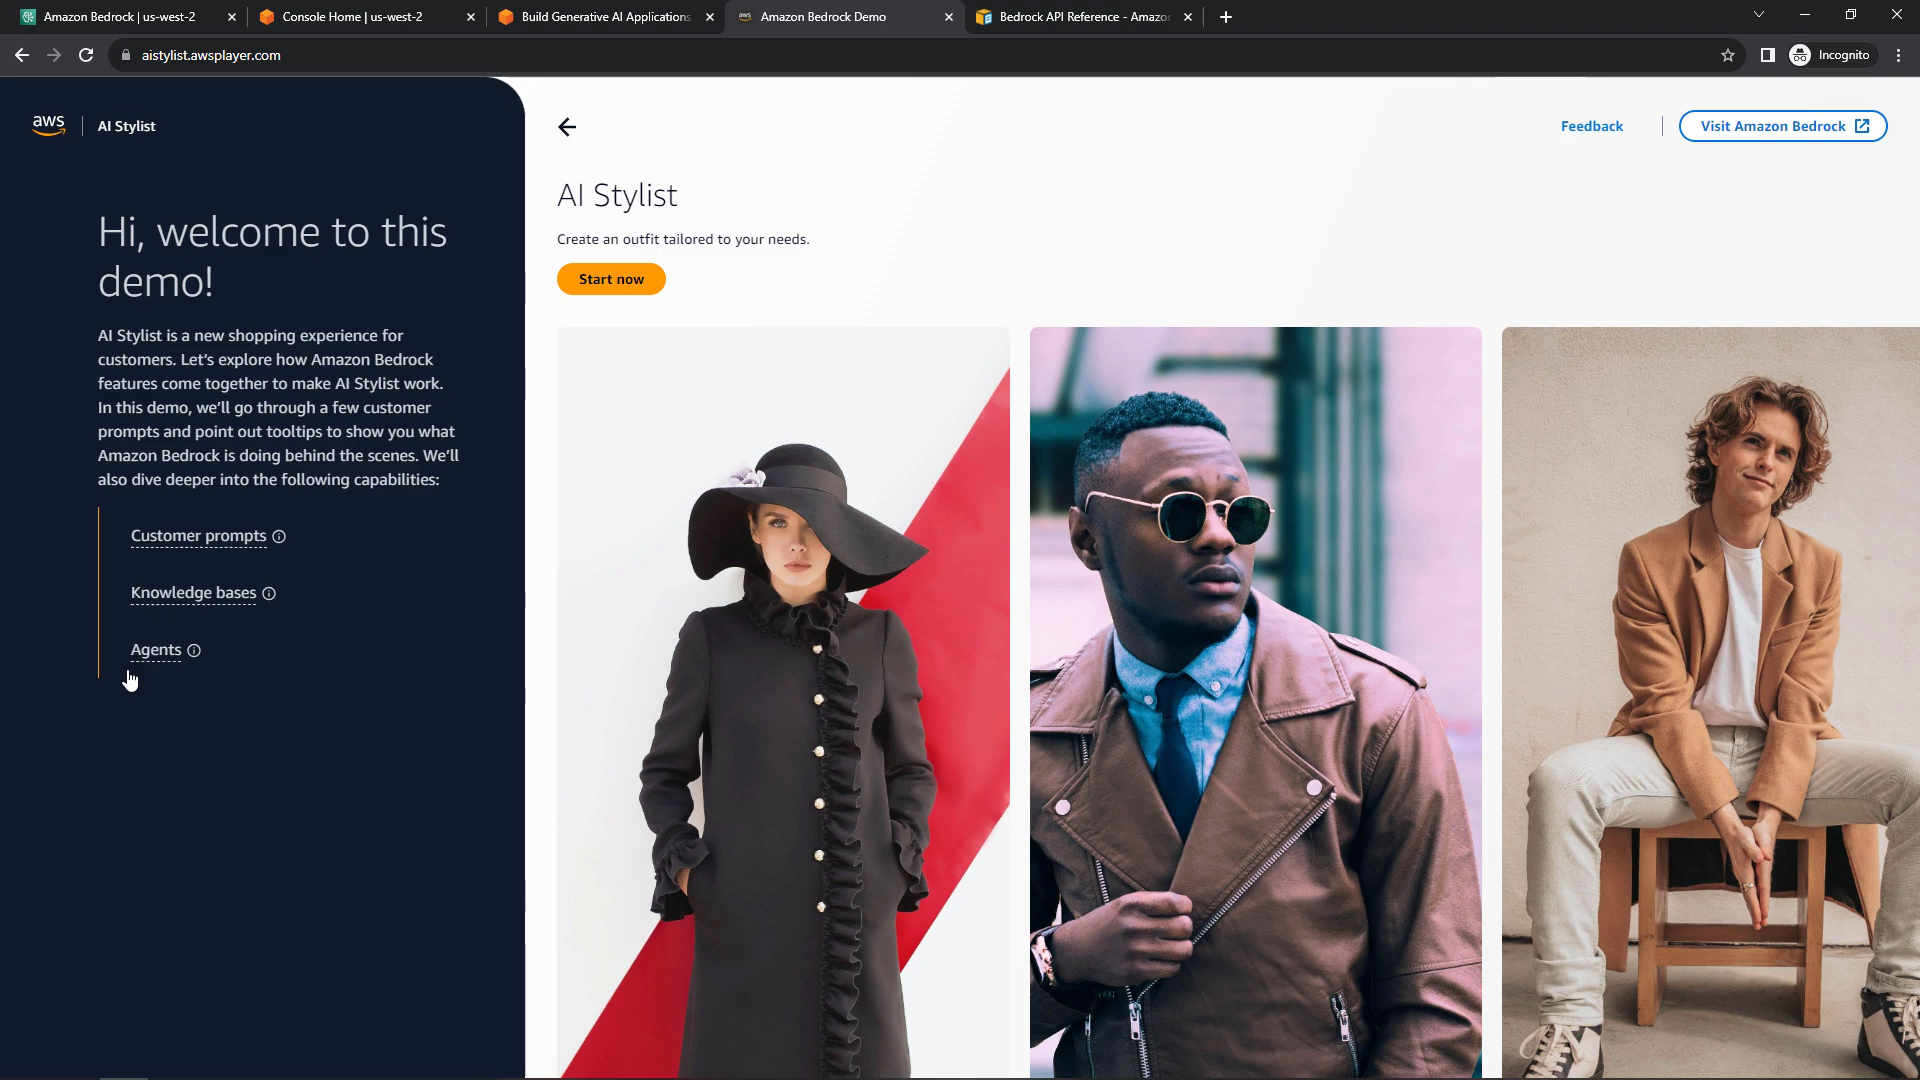 Amazon Bedrock | us-west-2
Console Home | us-west-2
Build Generative AI Applications
Amazon Bedrock Demo
Bedrock API Reference - Amazon
aistylist.awsplayer.com
Incognito
aws
AI Stylist
Feedback
Visit Amazon Bedrock
Hi, welcome to this
demo!
AI Stylist is a new shopping experience for
customers. Let's explore how Amazon Bedrock
features come together to make AI Stylist work.
In this demo, we'll go through a few customer
prompts and point out tooltips to show you what
Amazon Bedrock is doing behind the scenes. We'll
also dive deeper into the following capabilities:
Customer prompts
Knowledge bases
Agents
AI Stylist
Create an outfit tailored to your needs.
Start now